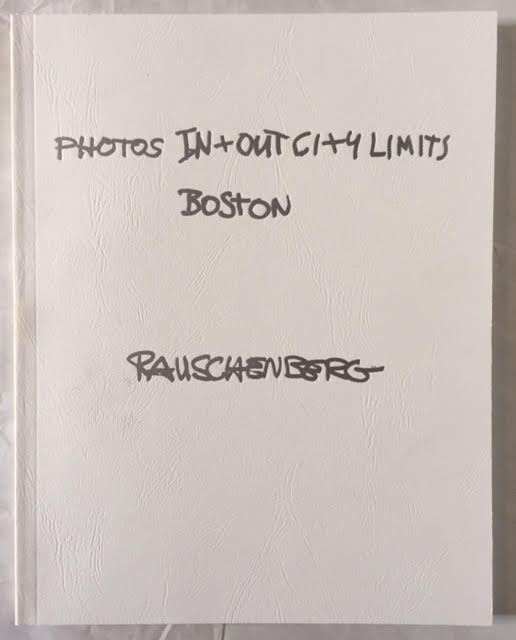 PHOTOS IN+OUT CITY LIMITS
BOSTON
RAUSCHENBERG